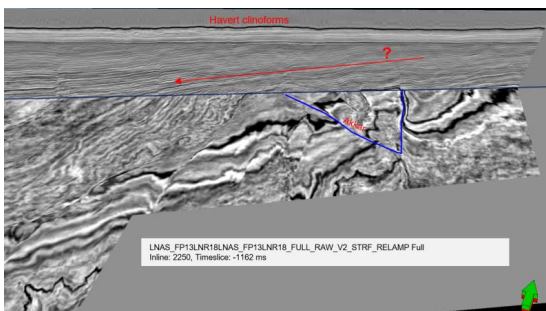 Havert clinoforms
?
LNAS_FP13LNR18LNAS_FP13LNR18_FULL_RAW_V2_STRF_RELAMP Full
Inline: 2250, Timeslice: -1162 ms